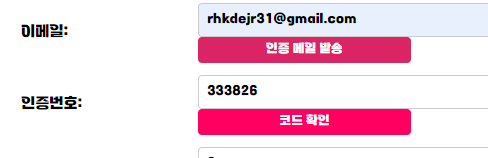 이메일:
rhkdejr31@gmail.com
인증 메일 발송
인증번호:
333826
코드 확인